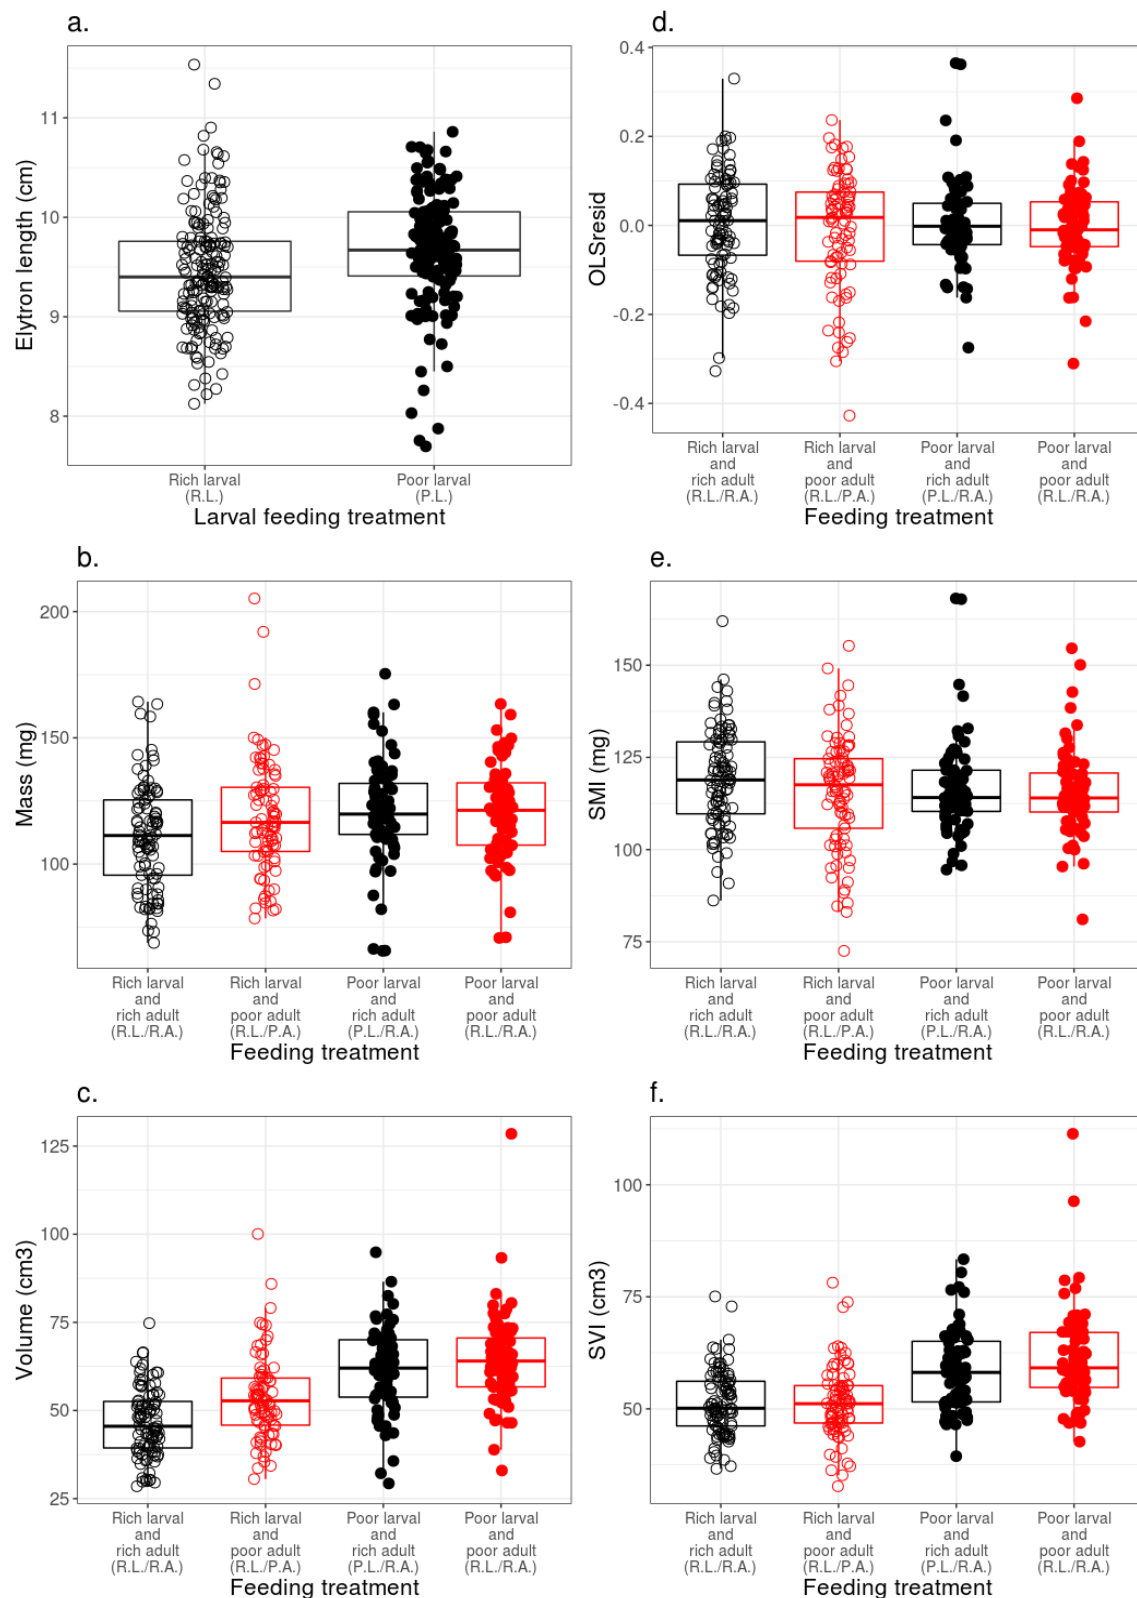 a.
Elytron length (cm)
11
10
9
8
Rich larval
(R.L.)
Poor larval
(P.L.)
Larval feeding treatment
d.
OLSresid
0.4
0.2
0.0
-0.2
-0.4
Rich larval
and
rich adult
(R.L./R.A.)
Rich larval
and
poor adult
(R.L./P.A.)
Poor larval
and
rich adult
(P.L./R.A.)
Poor larval
and
poor adult
(R.L./R.A.)
Feeding treatment
b.
Mass (mg)
200
150
100
Rich larval
and
rich adult
(R.L./R.A.)
Rich larval
and
poor adult
(R.L./P.A.)
Poor larval
and
rich adult
(P.L./R.A.)
Poor larval
and
poor adult
(R.L./R.A.)
Feeding treatment
e.
SMI (mg)
150
125
100
75
Rich larval
and
rich adult
(R.L./R.A.)
Rich larval
and
poor adult
(R.L./P.A.)
Poor larval
and
rich adult
(P.L./R.A.)
Poor larval
and
poor adult
(R.L./R.A.)
Feeding treatment
c.
Volume (cm3)
125
100
75
50
25
Rich larval
and
rich adult
(R.L./R.A.)
Rich larval
and
poor adult
(R.L./P.A.)
Poor larval
and
rich adult
(P.L./R.A.)
Poor larval
and
poor adult
(R.L./R.A.)
Feeding treatment
f.
SVI (cm3)
100
75
50
Rich larval
and
rich adult
(R.L./R.A.)
Rich larval
and
poor adult
(R.L./P.A.)
Poor larval
and
rich adult
(P.L./R.A.)
Poor larval
and
poor adult
(R.L./R.A.)
Feeding treatment